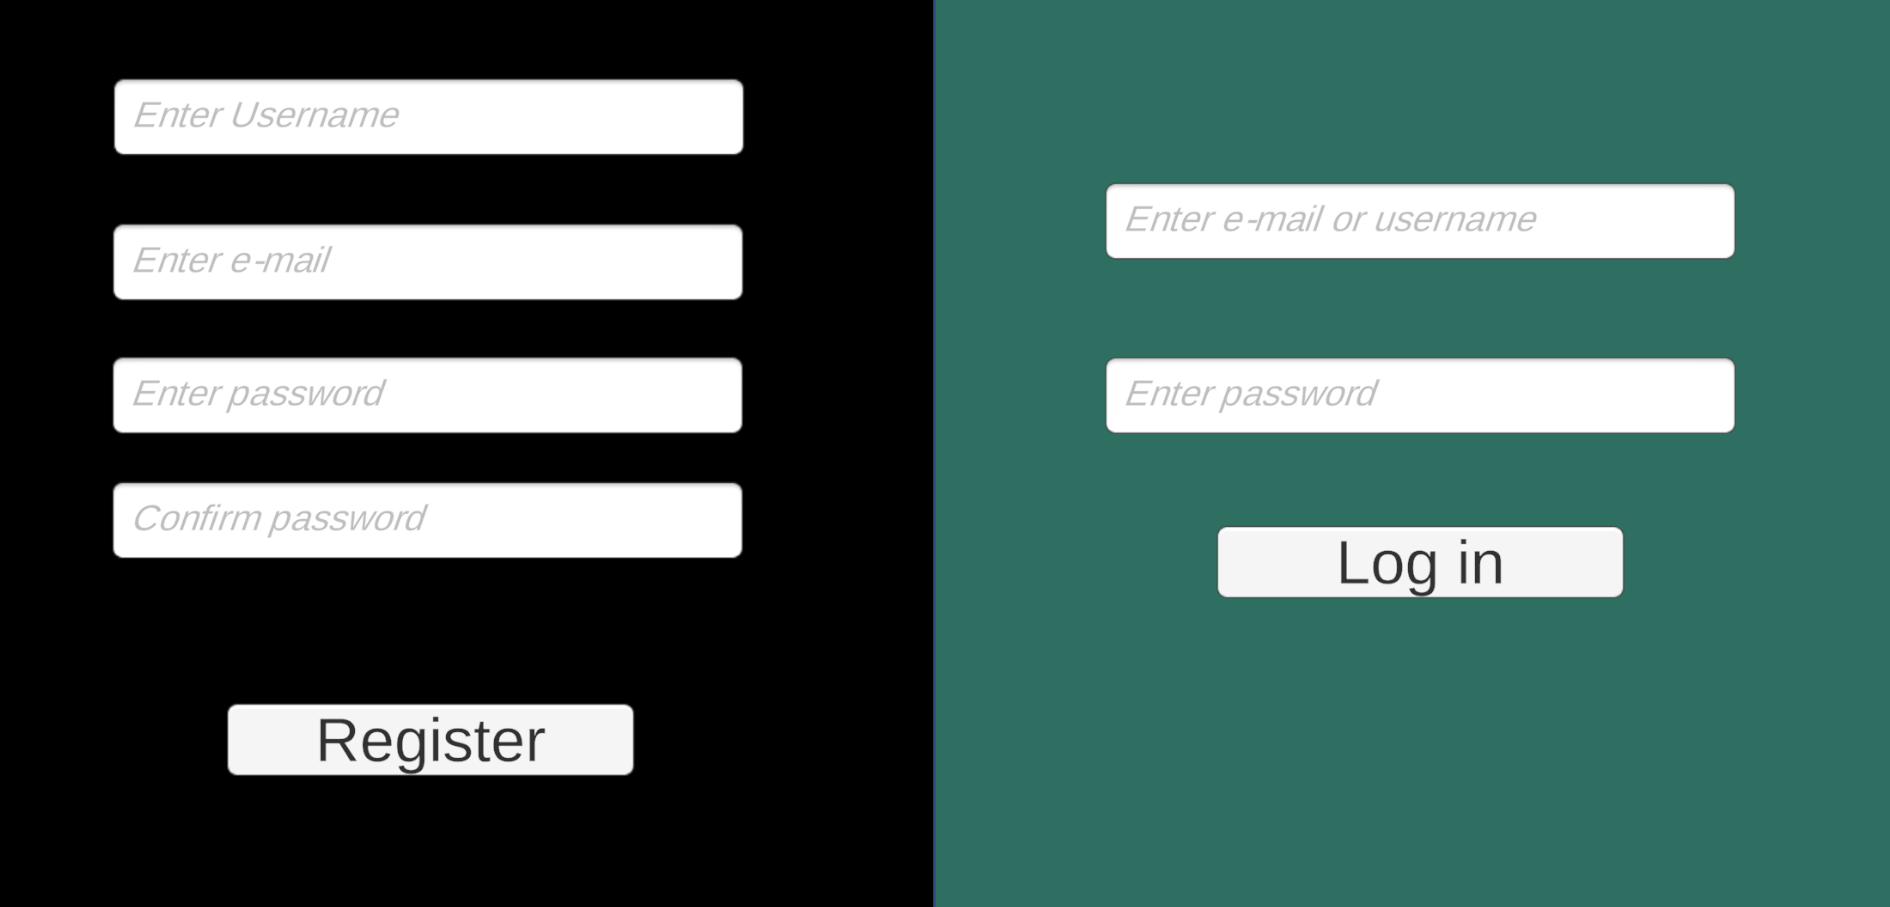 Enter Username
Enter e-mail
Enter password
Confirm password
Register
Enter e-mail or username
Enter password
Log in